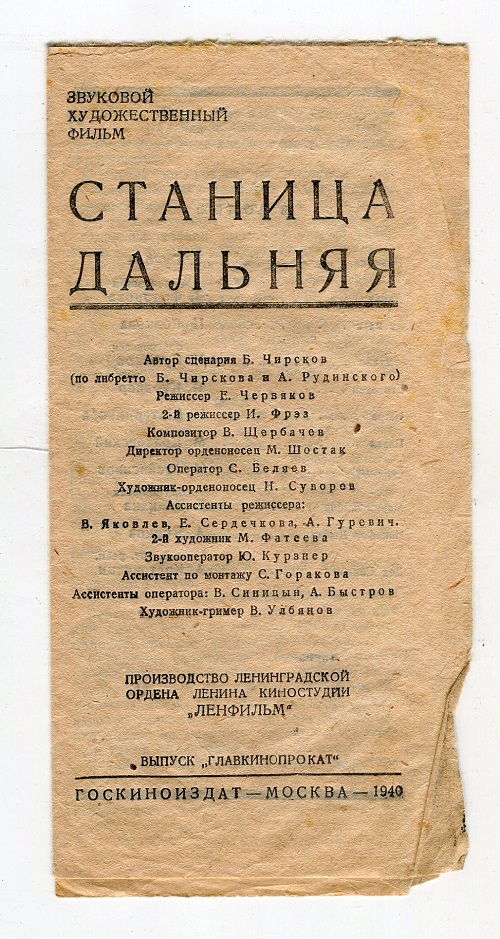 ЗВУКОВОЙ
ХУДОЖЕСТВЕННЫЙ
ФИЛЬМ
СТАНИЦА
ДАЛЬНЯЯ
Автор сценария Б. Чирсков
(по либретто Б. Чирскова и А. Рудинского)
Режиссер Е. Червяков
2-й режиссер И. Фрэз
Композитор В. Щербачев
Директор орденоносец М. Шостак
Оператор С. Беляев
Художник-орденоносец Н. Суворов
Ассистенты режиссера:
В. Яковлев, Е. Сердечкова, А. Гуревич.
2-й художник М. Фатеева
Звукооператор Ю. Курзнер
Ассистент по монтажу С. Горакова
Ассистенты оператора: В. Синицын, А. Быстров
Художник-гример В. Улбянов
ПРОИЗВОДСТВО ЛЕНИНГРАДСКОЙ
ОРДЕНА ЛЕНИНА КИНОСТУДИИ
„ЛЕНФИЛЬМ“
ВЫПУСК „ГЛАВКИНОПРОКАТ“
ГОСКИНОИЗДАТ — МОСКВА — 1940